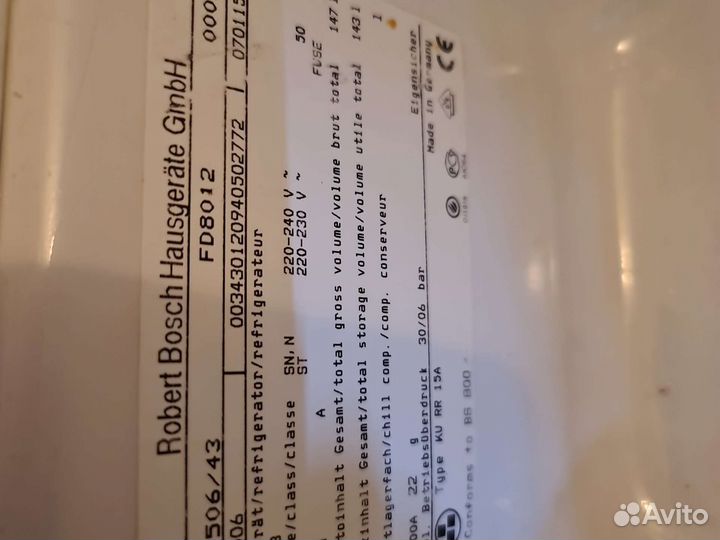 Robert Bosch Hausgeräte GmbH
506/43 FD8012 000
06 003430120940502772 070115
rät/refrigerator/refrigerateur
e/class/classe SN,N 220-240 V ~ 50
ST 220-230 V ~
A FUSE
toinhalt Gesamt/total gross volume/volume brut total 147 l
inhalt Gesamt/total storage volume/volume utile total 143 l
tlagerfach/chill comp./comp. conserveur 1
00A 22 g Eigensicher
l. Betriebsüberdruck 30/06 bar Made in Germany
Type KU RR 15A CE
Conforms to BS 800
Avito